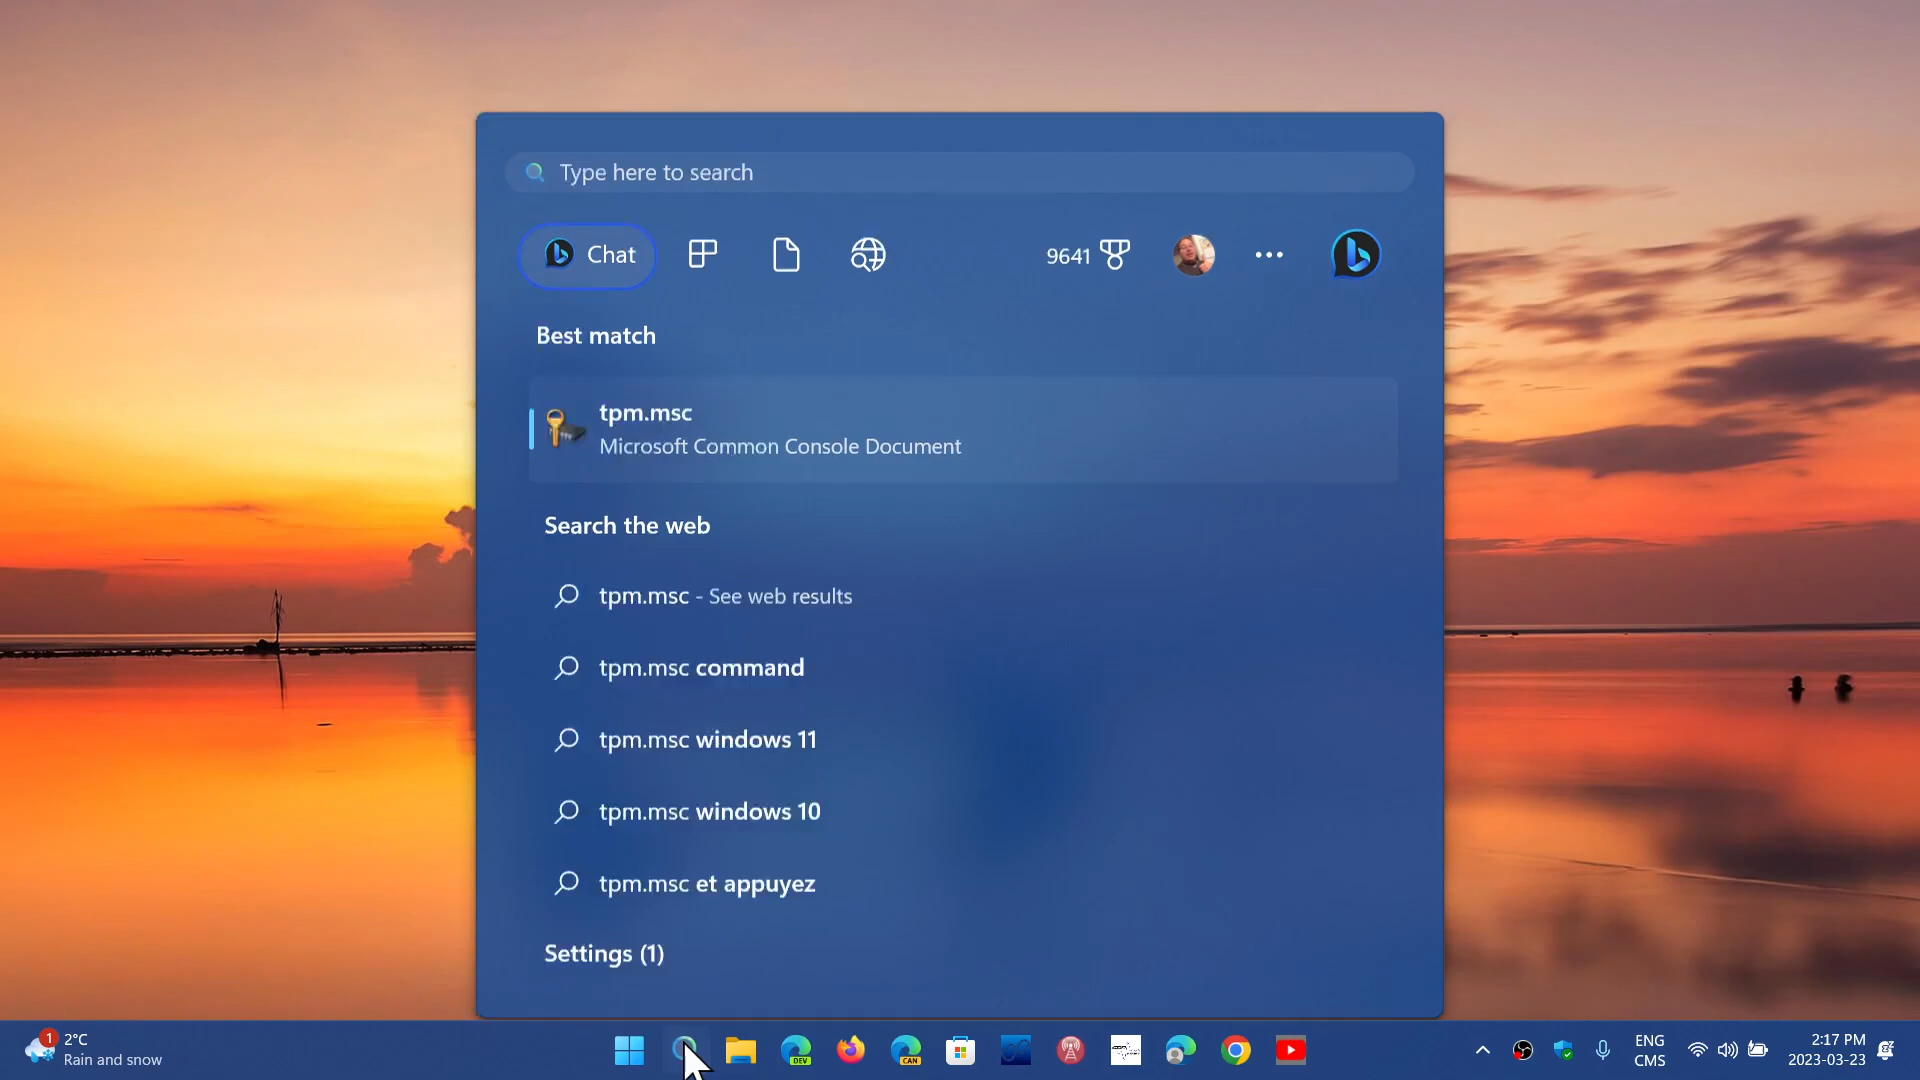 Type here to search
Chat
9641
Best match
tpm.msc
Microsoft Common Console Document
Search the web
tpm.msc - See web results
tpm.msc command
tpm.msc windows 11
tpm.msc windows 10
tpm.msc et appuyez
Settings (1)
1
2°C
Rain and snow
DEV
CAN
ENG
CMS
2:17 PM
2023-03-23